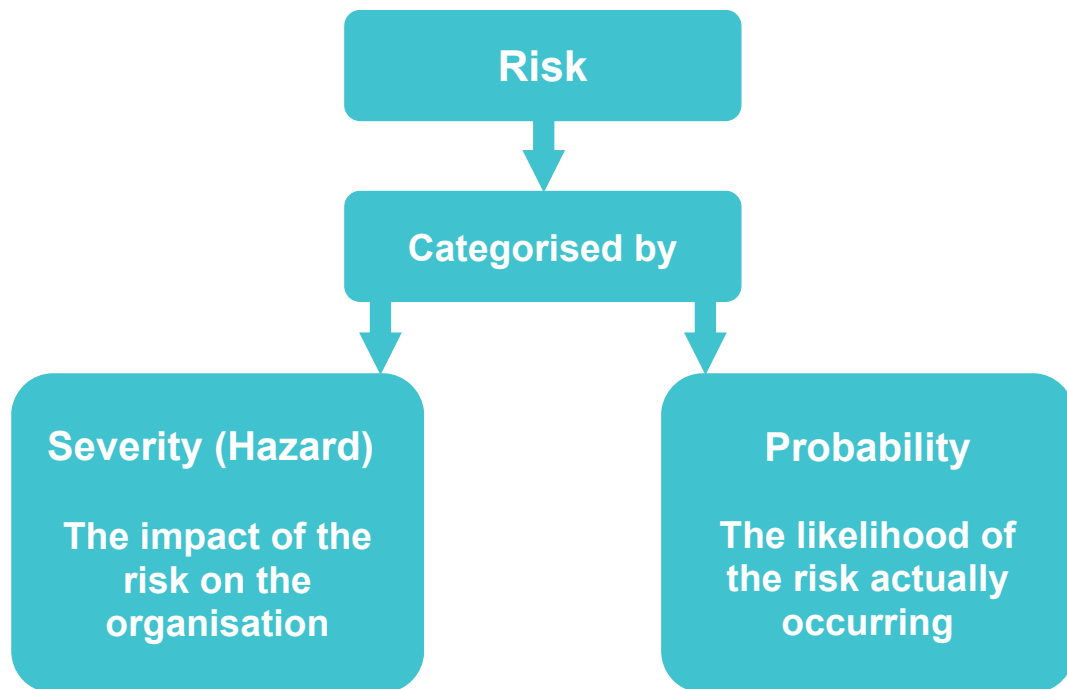 Risk
Categorised by
Severity (Hazard)
The impact of the
risk on the
organisation
Probability
The likelihood of
the risk actually
occurring